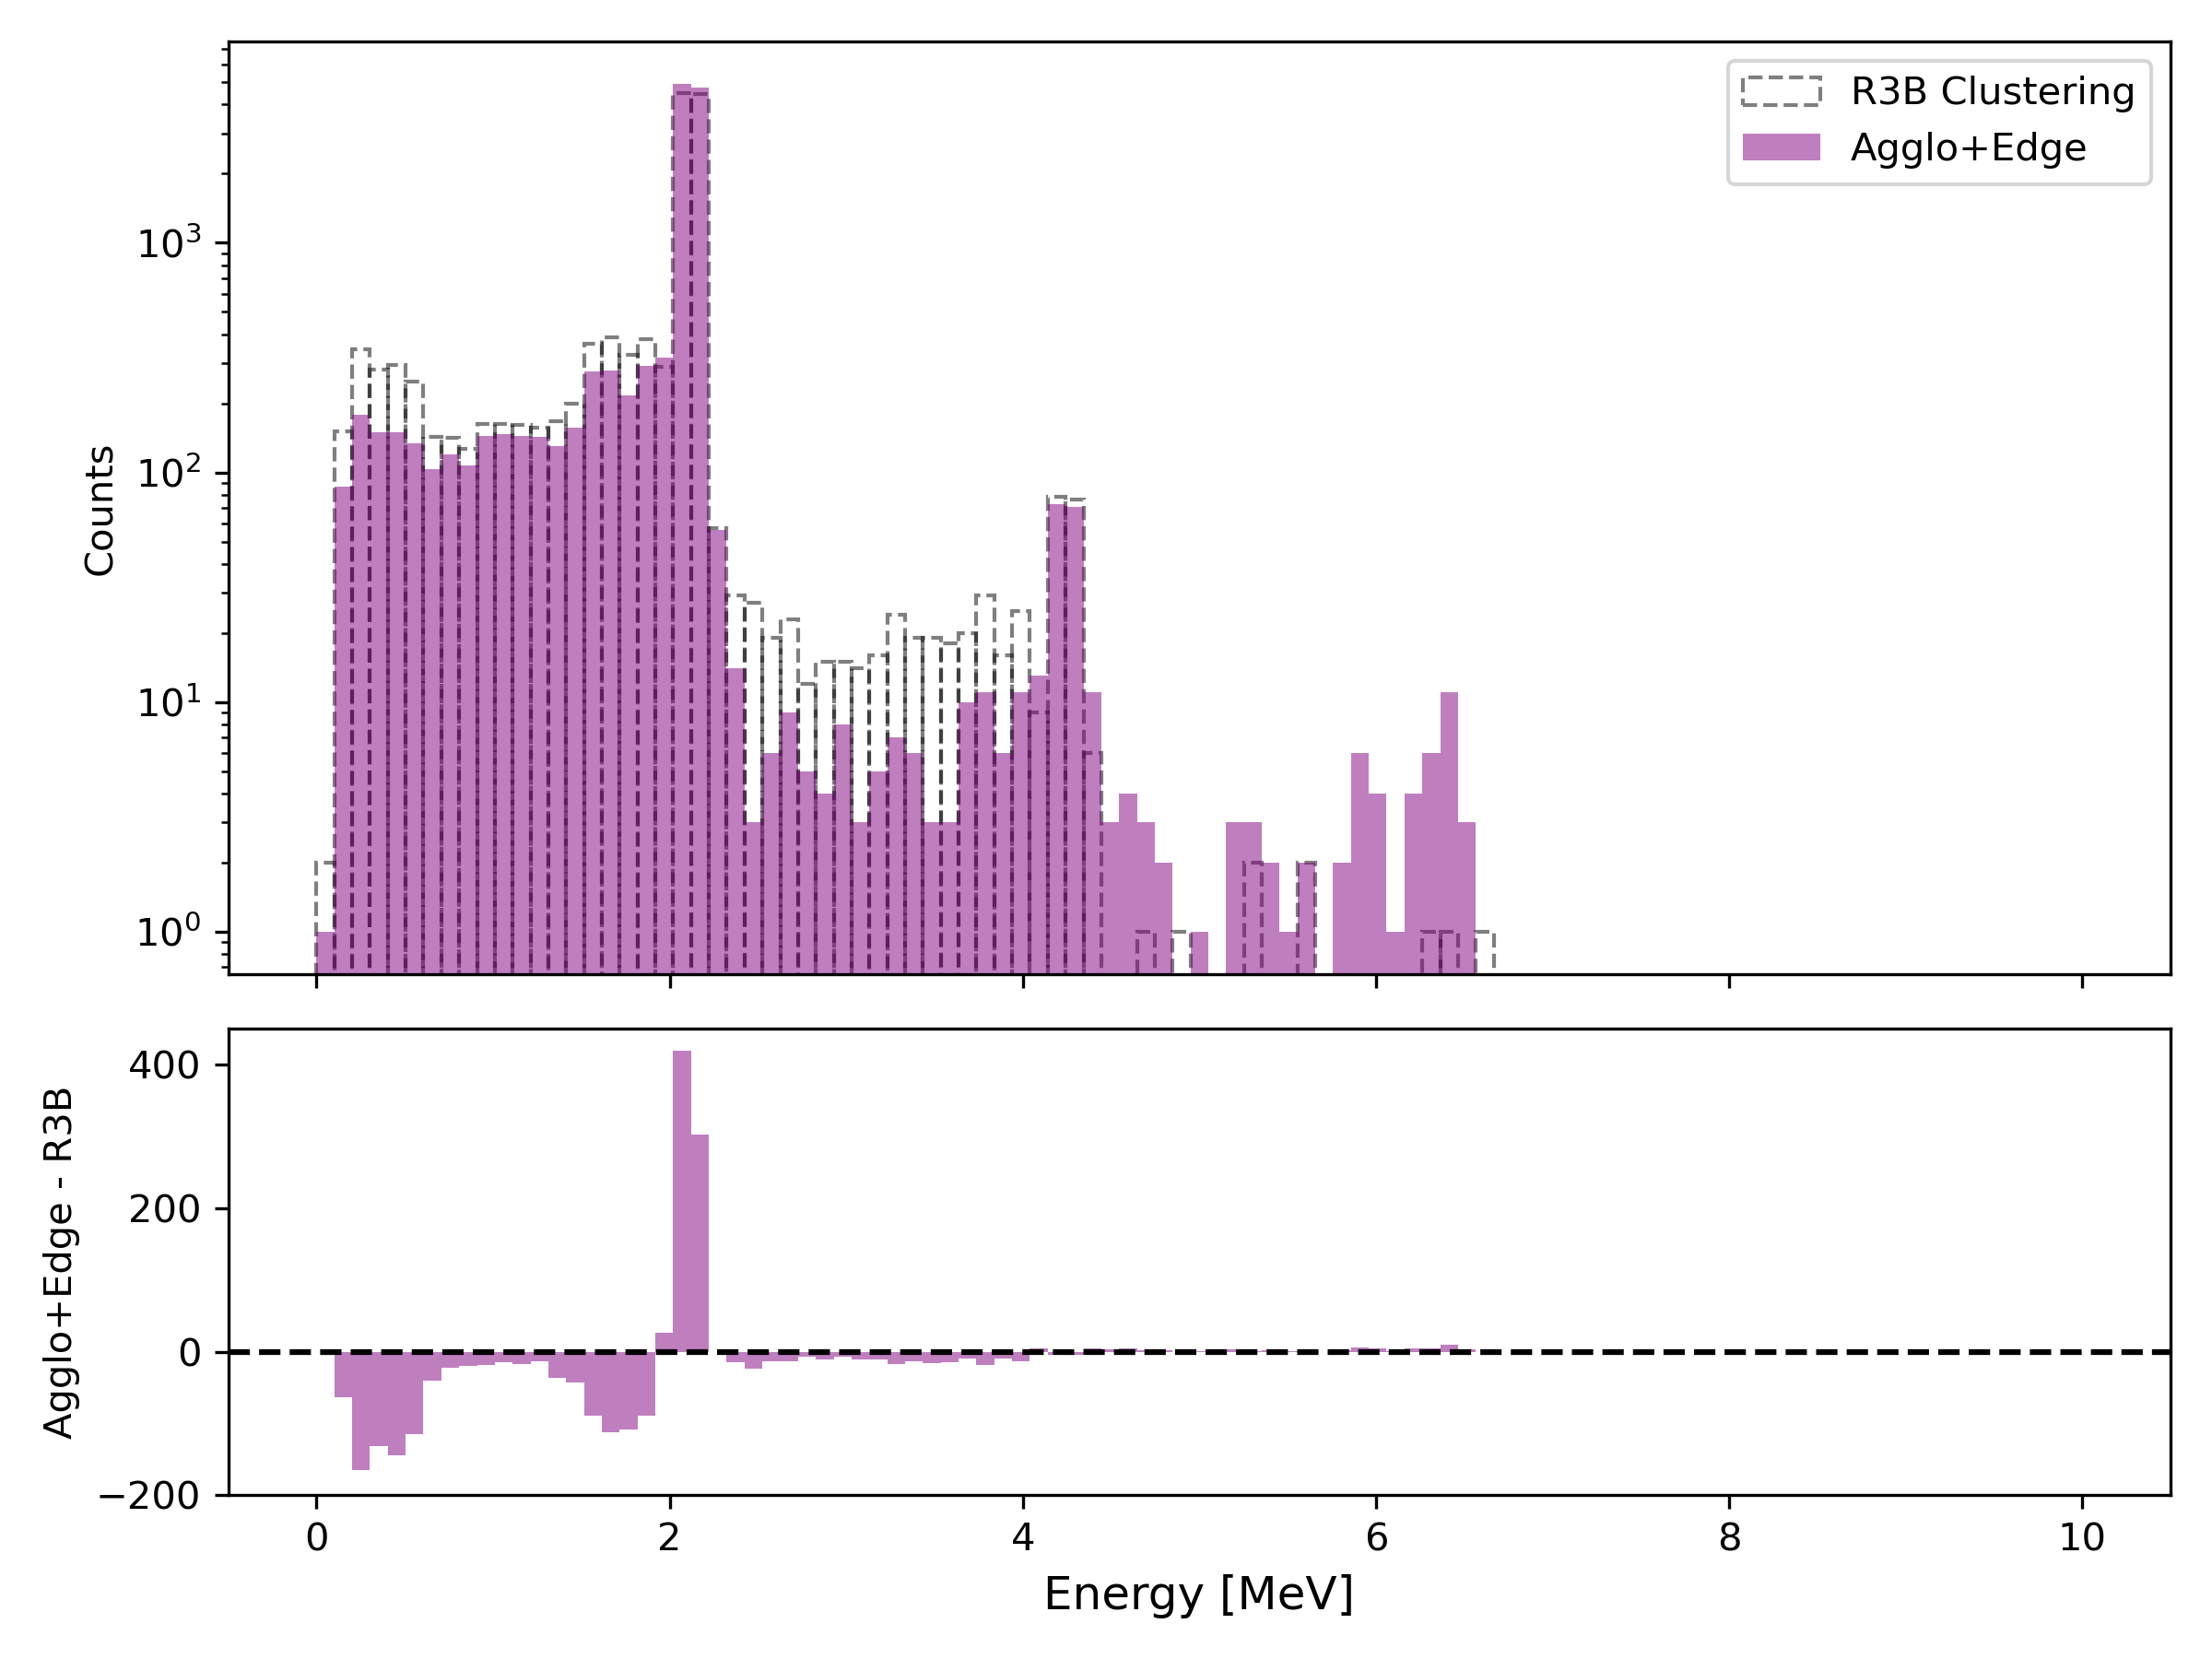 R3B Clustering
Agglo+Edge
10³
10²
10¹
10⁰
Counts
400
200
0
−200
Agglo+Edge - R3B
0 2 4 6 8 10
Energy [MeV]